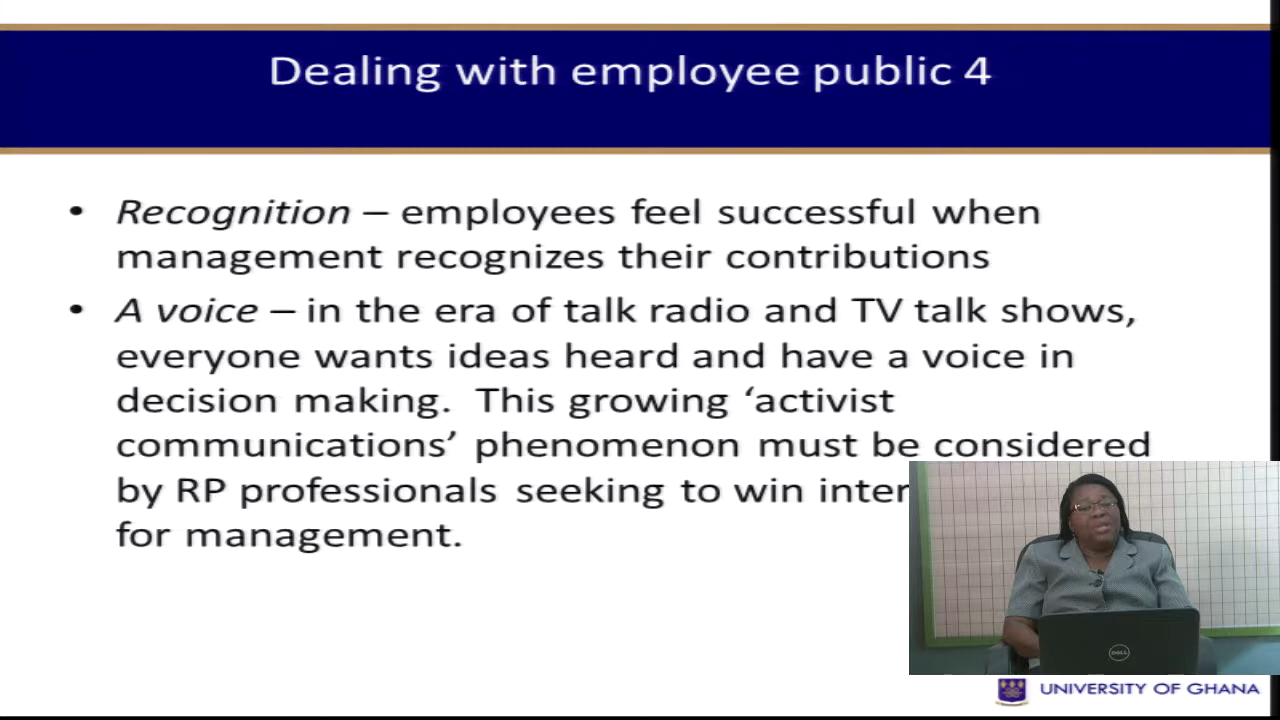 Dealing with employee public 4
• Recognition – employees feel successful when
management recognizes their contributions
• A voice – in the era of talk radio and TV talk shows,
everyone wants ideas heard and have a voice in
decision making. This growing ‘activist
communications’ phenomenon must be considered
by RP professionals seeking to win
for management.
DELL
UNIVERSITY OF GHANA